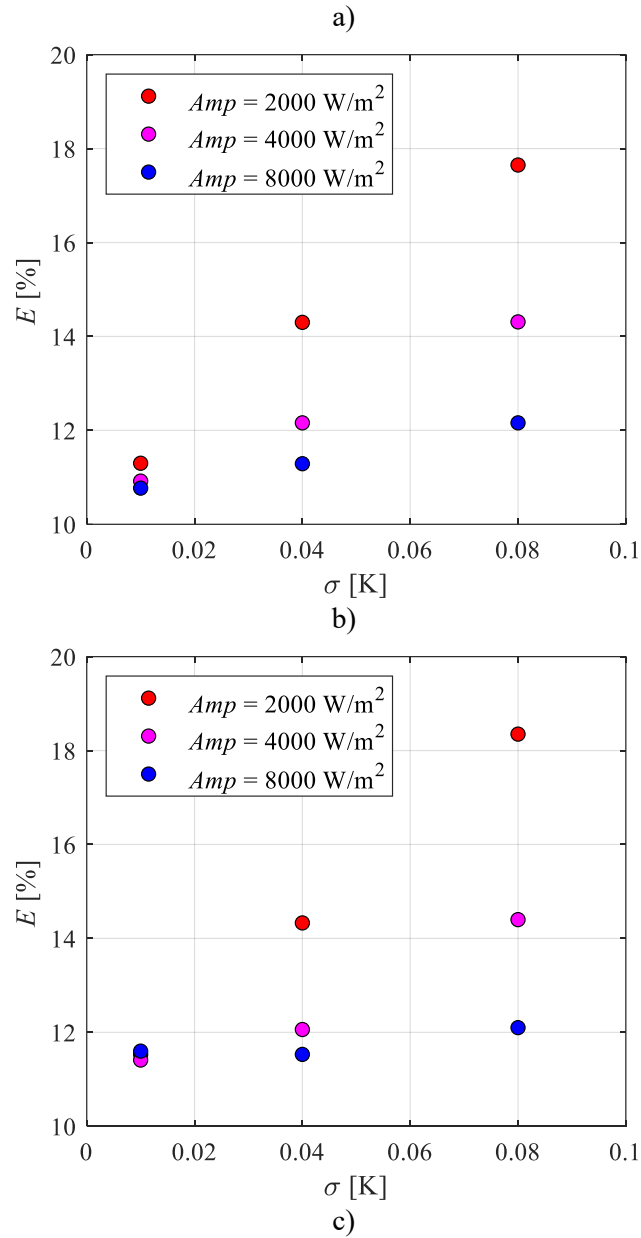 a)
20
Amp = 2000 W/m²
Amp = 4000 W/m²
18
Amp = 8000 W/m²
16
E [%]
14
12
10
0 0.02 0.04 0.06 0.08 0.1
σ [K]
b)
20
Amp = 2000 W/m²
Amp = 4000 W/m²
18
Amp = 8000 W/m²
16
E [%]
14
12
10
0 0.02 0.04 0.06 0.08 0.1
σ [K]
c)